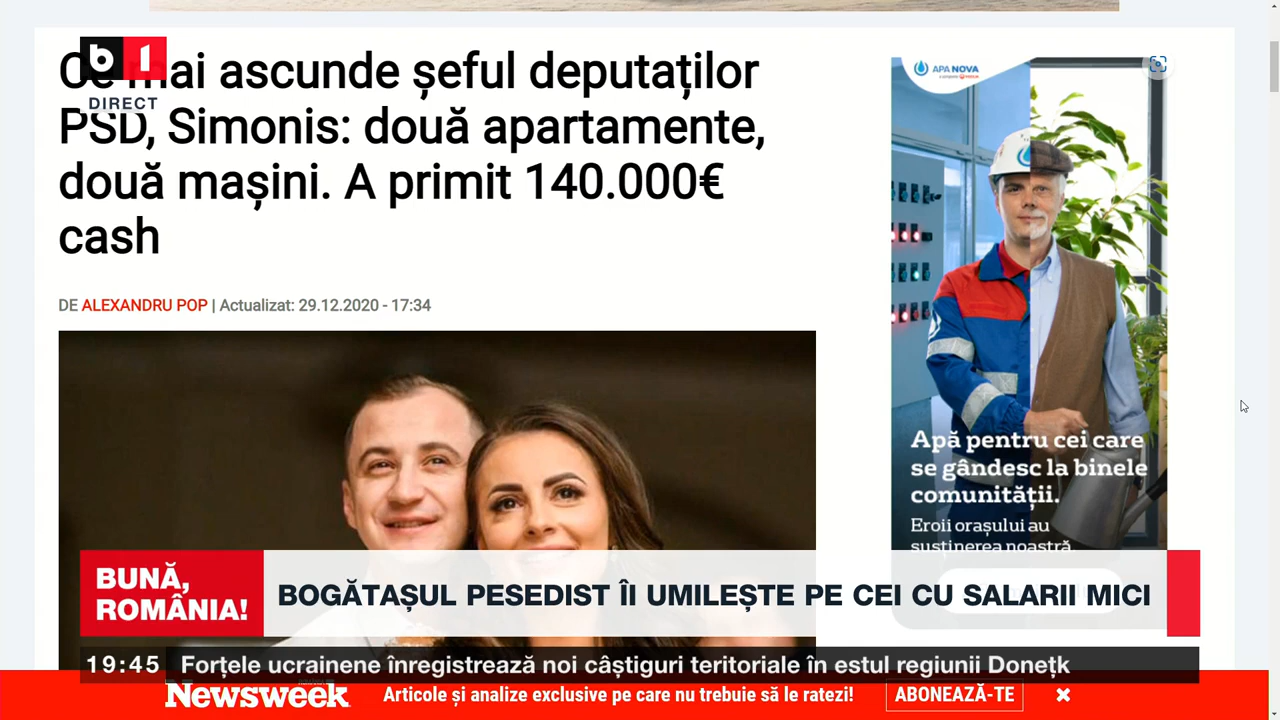 b1
DIRECT
Ce mai ascunde șeful deputaților
PSD, Simonis: două apartamente,
două mașini. A primit 140.000€
cash
DE ALEXANDRU POP | Actualizat: 29.12.2020 - 17:34
APA NOVA
Apă pentru cei care
se gândesc la binele
comunității.
Eroii orașului au
susținerea noastră
BUNĂ,
ROMÂNIA!
BOGĂTAȘUL PESEDIST ÎI UMILEȘTE PE CEI CU SALARII MICI
19:45 Forțele ucrainene înregistrează noi câștiguri teritoriale în estul regiunii Donețk
Newsweek
Articole și analize exclusive pe care nu trebuie să le ratezi!
ABONEAZĂ-TE